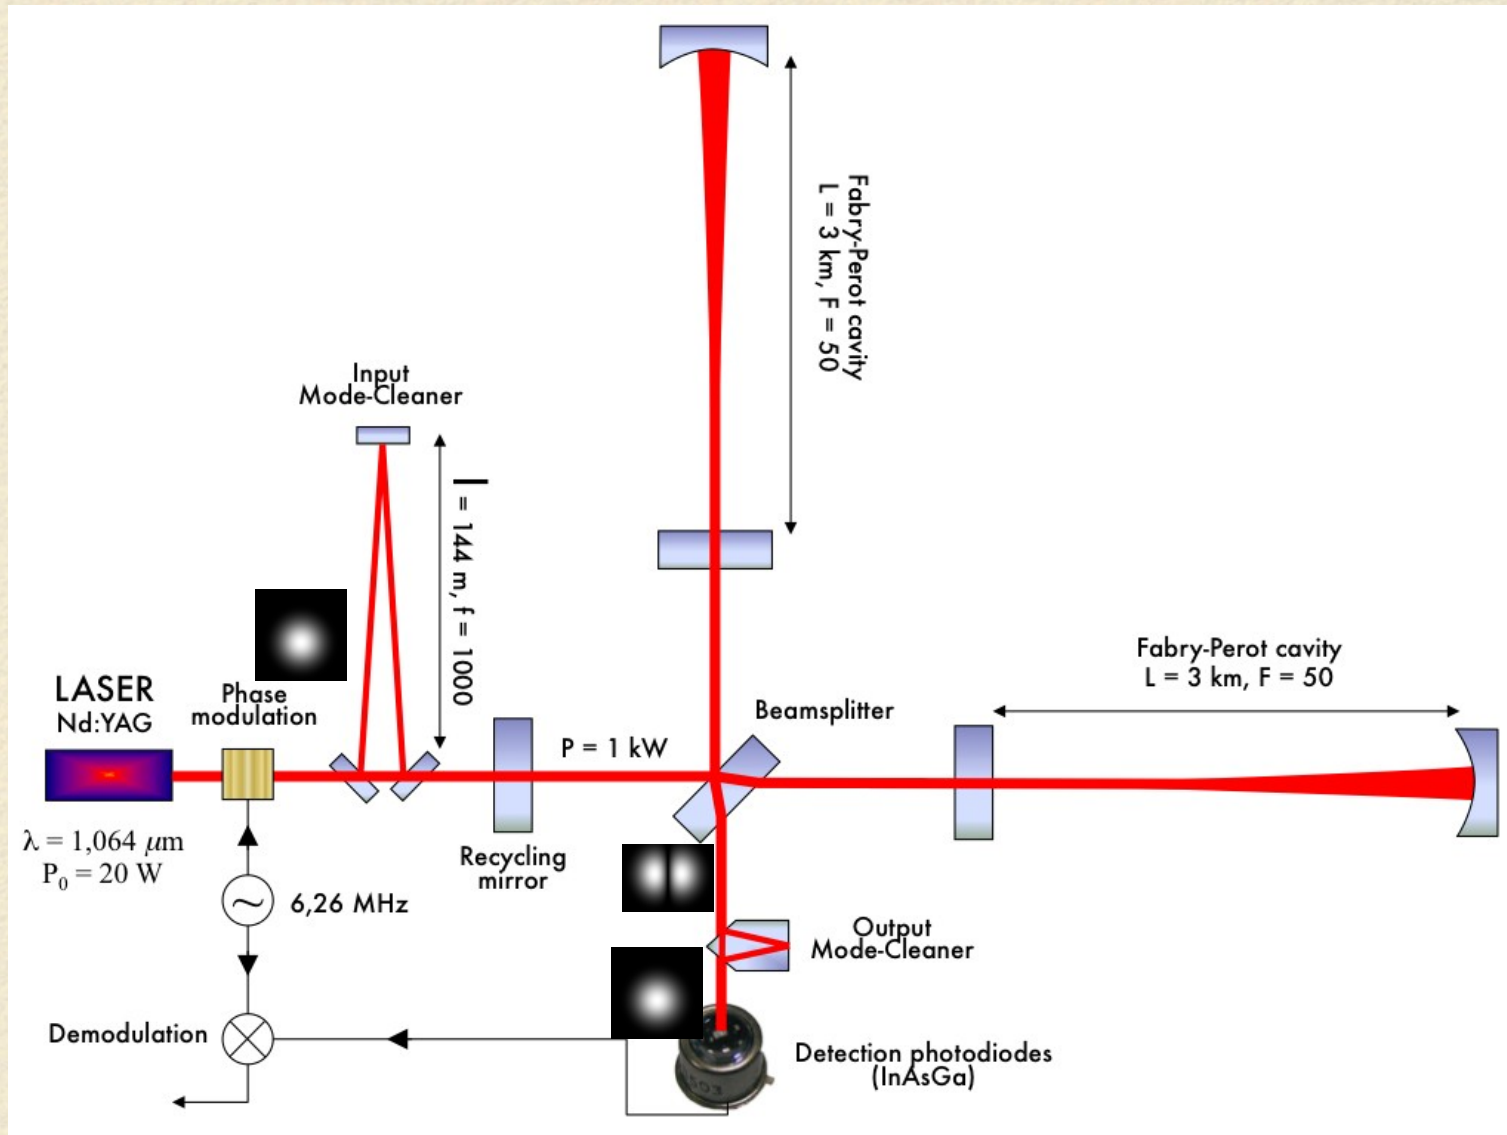 Fabry-Perot cavity
L = 3 km, F = 50
Input
Mode-Cleaner
l = 144 m, f = 1000
Fabry-Perot cavity
L = 3 km, F = 50
LASER
Nd:YAG
Phase
modulation
Beamsplitter
P = 1 kW
λ = 1,064 μm
P₀ = 20 W
Recycling
mirror
6,26 MHz
Output
Mode-Cleaner
Demodulation
Detection photodiodes
(InAsGa)